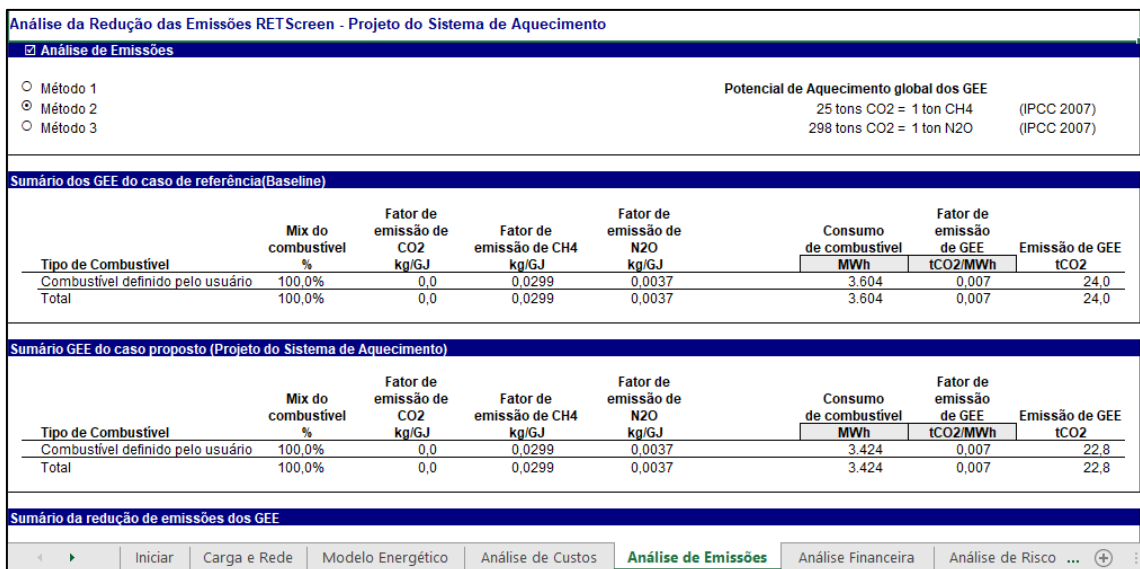 Análise da Redução das Emissões RETScreen - Projeto do Sistema de Aquecimento
Análise de Emissões
Método 1
Método 2
Método 3
Potencial de Aquecimento global dos GEE
25 tons CO2 = 1 ton CH4 (IPCC 2007)
298 tons CO2 = 1 ton N2O (IPCC 2007)
Sumário dos GEE do caso de referência(Baseline)
Fator de Fator de Fator de
Mix do emissão de Fator de emissão de Consumo emissão
combustível CO2 emissão de CH4 N2O de combustível de GEE Emissão de GEE
Tipo de Combustível % kg/GJ kg/GJ kg/GJ MWh tCO2/MWh tCO2
Combustível definido pelo usuário 100,0% 0,0 0,0299 0,0037 3.604 0,007 24,0
Total 100,0% 0,0 0,0299 0,0037 3.604 0,007 24,0
Sumário GEE do caso proposto (Projeto do Sistema de Aquecimento)
Fator de Fator de Fator de
Mix do emissão de Fator de emissão de Consumo emissão
combustível CO2 emissão de CH4 N2O de combustível de GEE Emissão de GEE
Tipo de Combustível % kg/GJ kg/GJ kg/GJ MWh tCO2/MWh tCO2
Combustível definido pelo usuário 100,0% 0,0 0,0299 0,0037 3.424 0,007 22,8
Total 100,0% 0,0 0,0299 0,0037 3.424 0,007 22,8
Sumário da redução de emissões dos GEE
Iniciar Carga e Rede Modelo Energético Análise de Custos Análise de Emissões Análise Financeira Análise de Risco ...